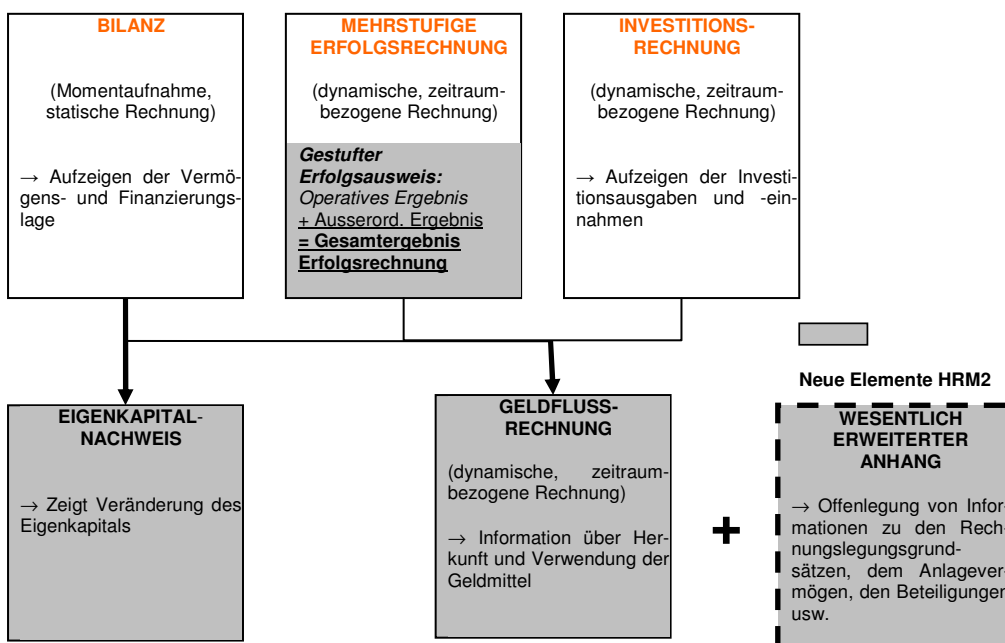 BILANZ
(Momentaufnahme,
statische Rechnung)
→ Aufzeigen der Vermö-
gens- und Finanzierungs-
lage
MEHRSTUFIGE
ERFOLGSRECHNUNG
(dynamische, zeitraum-
bezogene Rechnung)
Gestufter
Erfolgsausweis:
Operatives Ergebnis
+ Ausserord. Ergebnis
= Gesamtergebnis
Erfolgsrechnung
INVESTITIONS-
RECHNUNG
(dynamische, zeitraum-
bezogene Rechnung)
→ Aufzeigen der Investi-
tionsausgaben und -ein-
nahmen
Neue Elemente HRM2
EIGENKAPITAL-
NACHWEIS
→ Zeigt Veränderung des
Eigenkapitals
GELDFLUSS-
RECHNUNG
(dynamische, zeitraum-
bezogene Rechnung)
→ Information über Her-
kunft und Verwendung der
Geldmittel
+
WESENTLICH
ERWEITERTER
ANHANG
→ Offenlegung von Infor-
mationen zu den Rech-
nungslegungsgrund-
sätzen, dem Anlagever-
mögen, den Beteiligungen
usw.